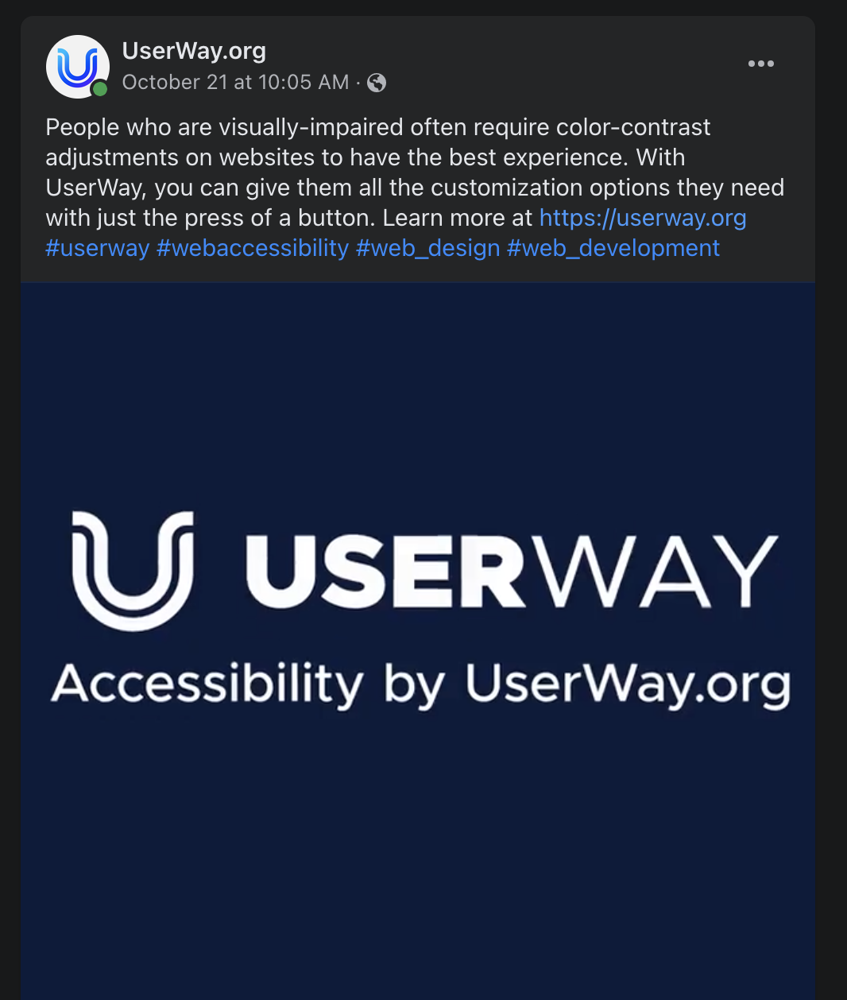 UserWay.org
October 21 at 10:05 AM ·
People who are visually-impaired often require color-contrast
adjustments on websites to have the best experience. With
UserWay, you can give them all the customization options they need
with just the press of a button. Learn more at https://userway.org
#userway #webaccessibility #web_design #web_development
USERWAY
Accessibility by UserWay.org